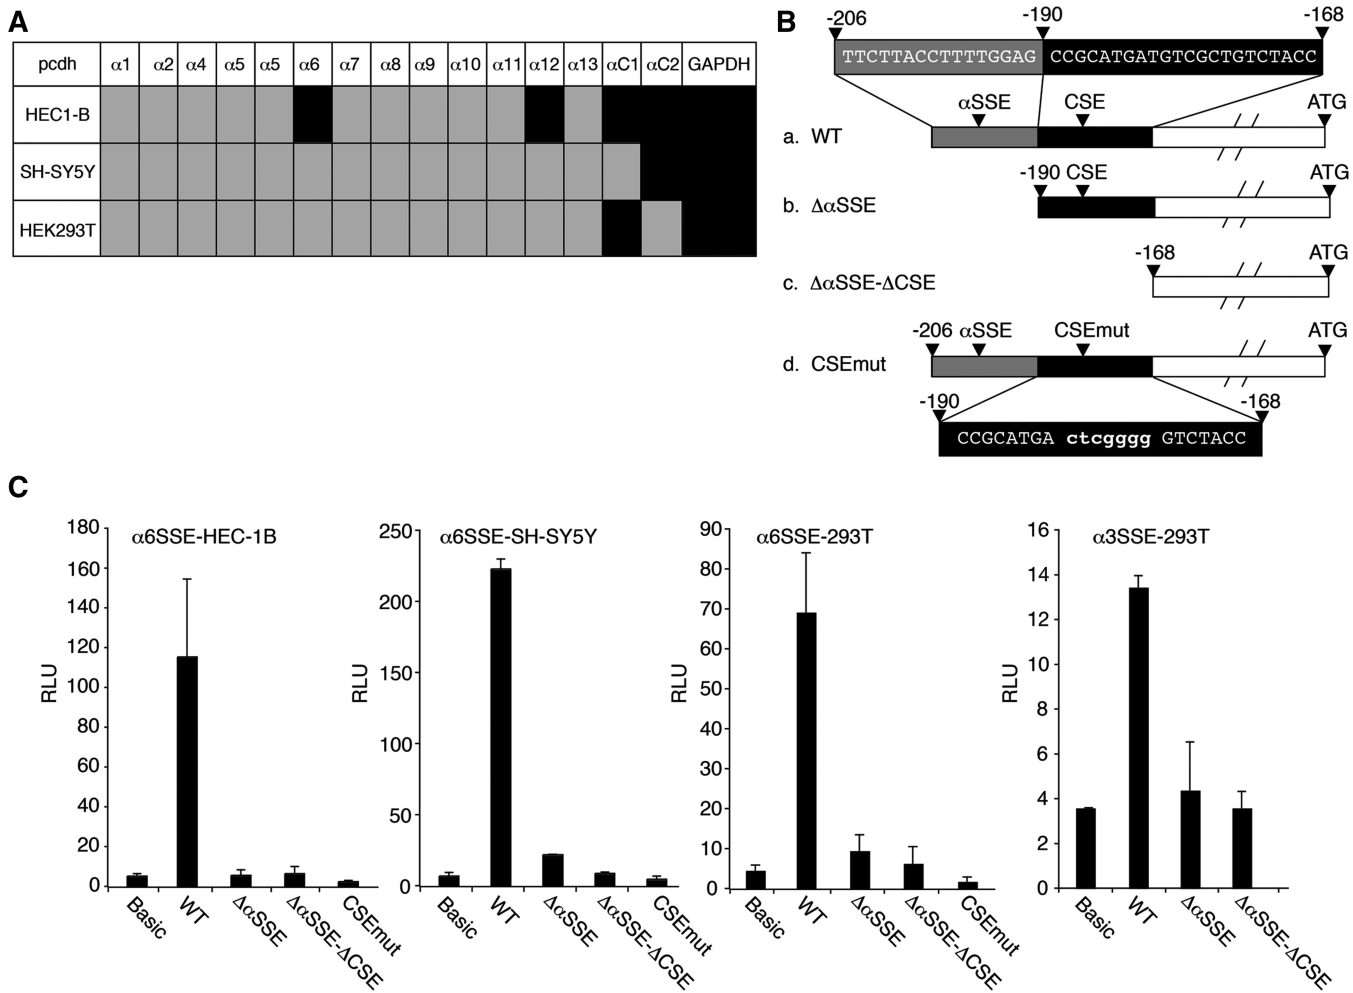 A
pcdh α1 α2 α4 α5 α5 α6 α7 α8 α9 α10 α11 α12 α13 αC1 αC2 GAPDH
HEC1-B
SH-SY5Y
HEK293T
B
-206 -190 -168
TTCTTACCTTTTGGAG CCGCATGATGTCGCTGTCTACC
αSSE CSE ATG
a. WT
-190 CSE ATG
b. ΔαSSE
-168 ATG
c. ΔαSSE-ΔCSE
-206 αSSE CSEmut ATG
d. CSEmut
-190 -168
CCGCATGA ctcgggg GTCTACC
C
α6SSE-HEC-1B
RLU
180
160
140
120
100
80
60
40
20
0
Basic WT ΔαSSE ΔαSSE-ΔCSE CSEmut
α6SSE-SH-SY5Y
RLU
250
200
150
100
50
0
Basic WT ΔαSSE ΔαSSE-ΔCSE CSEmut
α6SSE-293T
RLU
90
80
70
60
50
40
30
20
10
0
Basic WT ΔαSSE ΔαSSE-ΔCSE CSEmut
α3SSE-293T
RLU
16
14
12
10
8
6
4
2
0
Basic WT ΔαSSE ΔαSSE-ΔCSE